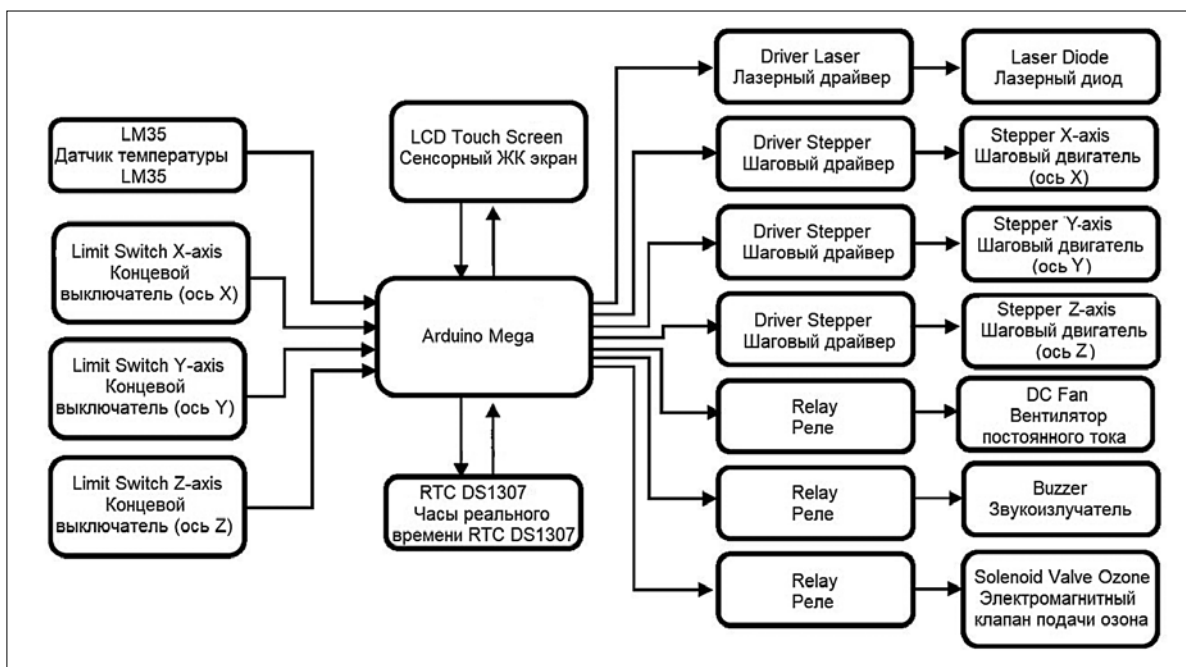 LM35
Датчик температуры
LM35
Limit Switch X-axis
Концевой
выключатель (ось X)
Limit Switch Y-axis
Концевой
выключатель (ось Y)
Limit Switch Z-axis
Концевой
выключатель (ось Z)
LCD Touch Screen
Сенсорный ЖК экран
Arduino Mega
RTC DS1307
Часы реального
времени RTC DS1307
Driver Laser
Лазерный драйвер
Laser Diode
Лазерный диод
Driver Stepper
Шаговый драйвер
Stepper X-axis
Шаговый двигатель
(ось X)
Driver Stepper
Шаговый драйвер
Stepper Y-axis
Шаговый двигатель
(ось Y)
Driver Stepper
Шаговый драйвер
Stepper Z-axis
Шаговый двигатель
(ось Z)
Relay
Реле
DC Fan
Вентилятор
постоянного тока
Relay
Реле
Buzzer
Звукоизлучатель
Relay
Реле
Solenoid Valve Ozone
Электромагнитный
клапан подачи озона